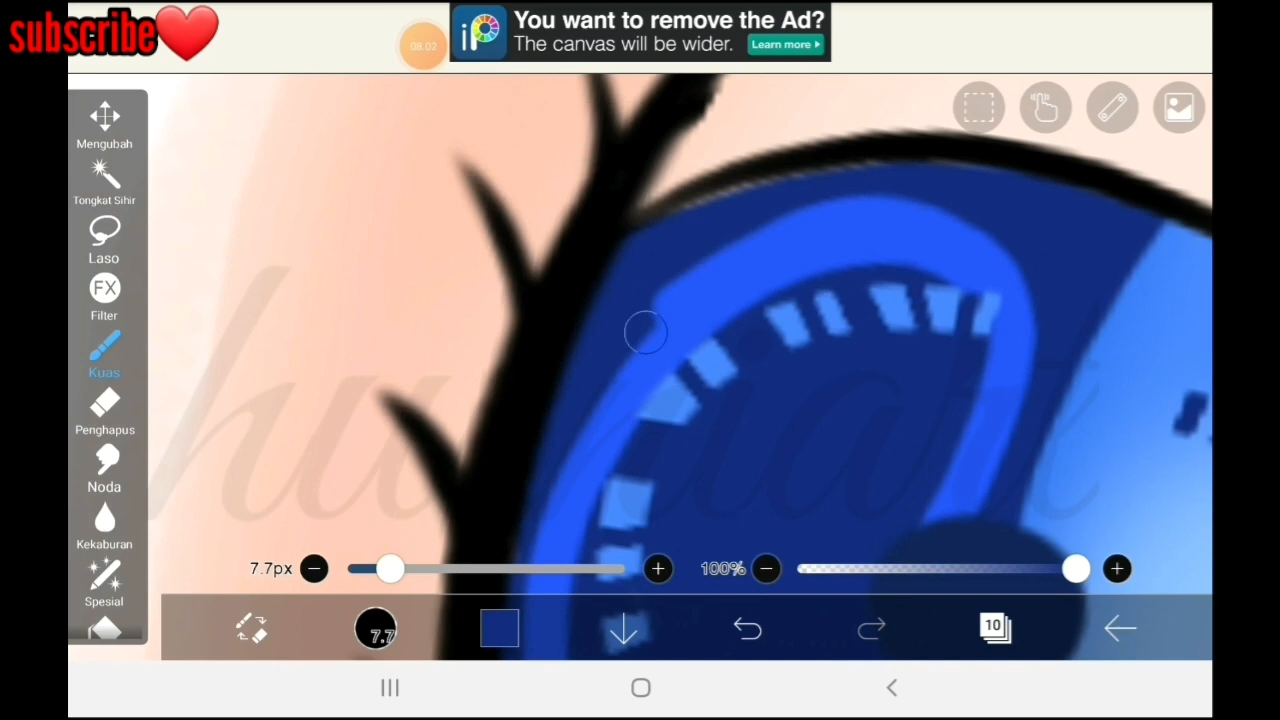 subscribe
08.02
iP
You want to remove the Ad?
The canvas will be wider.
Learn more
Mengubah
Tongkat Sihir
Laso
FX
Filter
Kuas
Penghapus
Noda
Kekaburan
Spesial
7.7px
100%
7.7
10